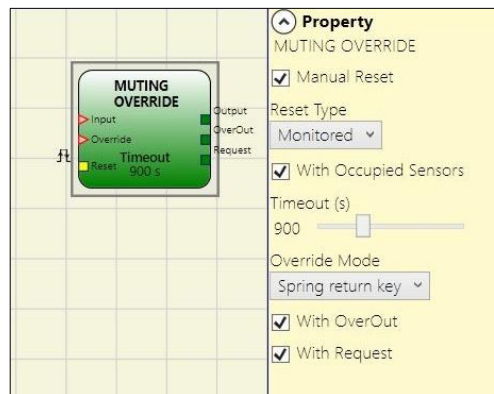 MUTING
OVERRIDE
Input
Output
Override
OverOut
Reset
Timeout
Request
900 s
Property
MUTING OVERRIDE
Manual Reset
Reset Type
Monitored
With Occupied Sensors
Timeout (s)
900
Override Mode
Spring return key
With OverOut
With Request